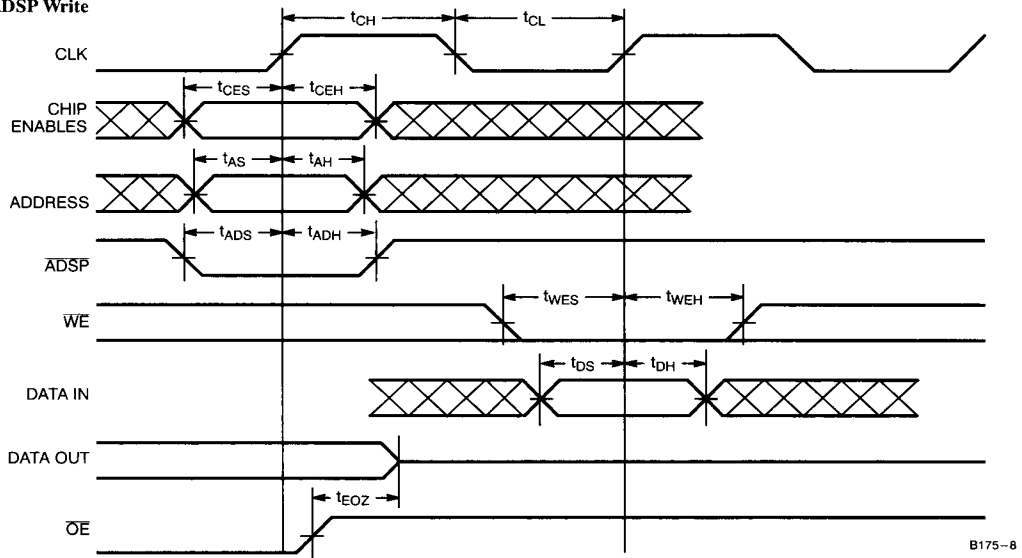 ADSP Write
tCH
tCL
CLK
tCES
tCEH
CHIP
ENABLES
tAS
tAH
ADDRESS
tADS
tADH
ADSP
tWES
tWEH
WE
tDS
tDH
DATA IN
DATA OUT
tEOZ
OE
B175–8